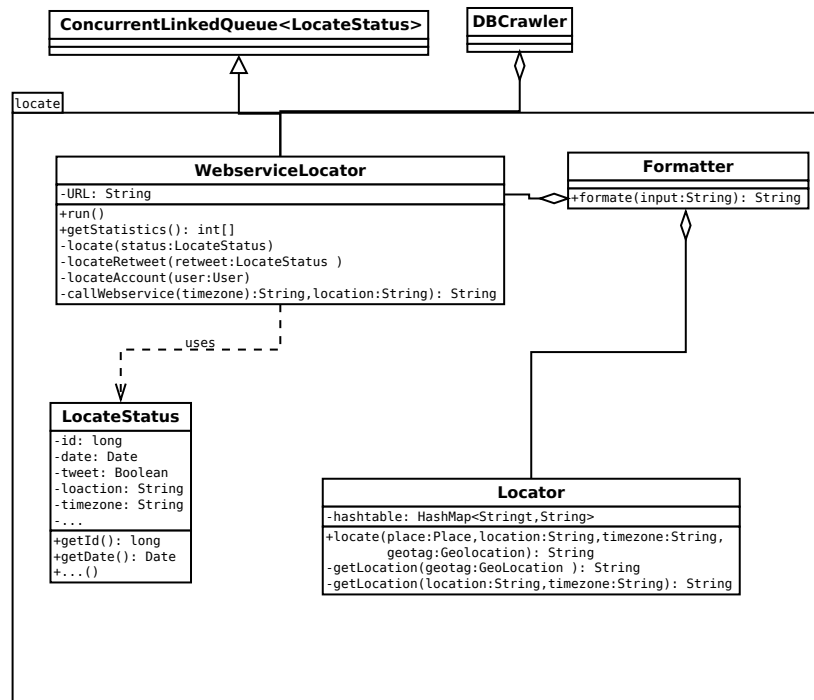 ConcurrentLinkedQueue<LocateStatus>
DBCrawler
locate
WebserviceLocator
-URL: String
+run()
+getStatistics(): int[]
-locate(status:LocateStatus)
-locateRetweet(retweet:LocateStatus )
-locateAccount(user:User)
-callWebservice(timezone):String,location:String): String
Formatter
+formate(input:String): String
uses
LocateStatus
-id: long
-date: Date
-tweet: Boolean
-loaction: String
-timezone: String
-...
+getId(): long
+getDate(): Date
+...()
Locator
-hashtable: HashMap<Stringt,String>
+locate(place:Place,location:String,timezone:String,
geotag:Geolocation): String
-getLocation(geotag:GeoLocation ): String
-getLocation(location:String,timezone:String): String